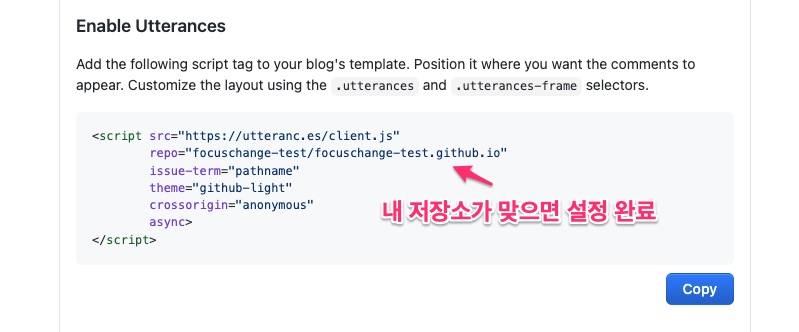 Enable Utterances
Add the following script tag to your blog's template. Position it where you want the comments to
appear. Customize the layout using the .utterances and .utterances-frame selectors.
<script src="https://utteranc.es/client.js"
        repo="focuschange-test/focuschange-test.github.io"
        issue-term="pathname"
        theme="github-light"
        crossorigin="anonymous"
        async>
</script>
내 저장소가 맞으면 설정 완료
Copy